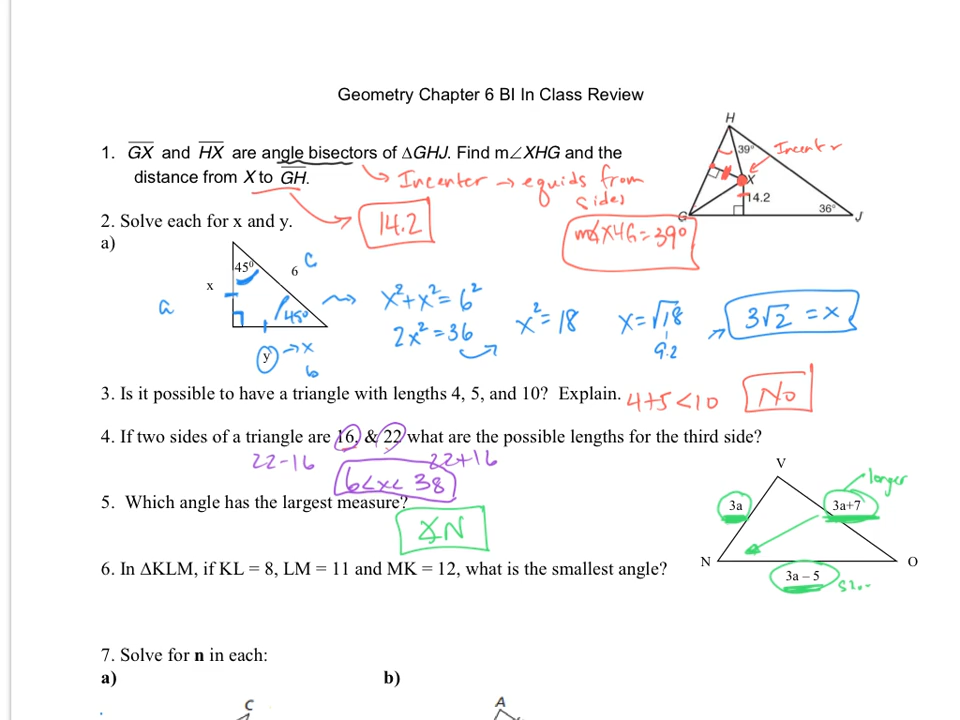 Geometry Chapter 6 BI In Class Review
1. GX and HX are angle bisectors of ΔGHJ. Find m∠XHG and the
distance from X to GH.
Incenter → equids from
sides
14.2
m∡XHG = 39°
H
39°
Incentr
X
14.2
G
36°
J
2. Solve each for x and y.
a)
45°
x
6
c
a
45°
y → x
b
x² + x² = 6²
2x² = 36
x² = 18
x = √18
9·2
3√2 = x
3. Is it possible to have a triangle with lengths 4, 5, and 10? Explain.
4+5<10
No
4. If two sides of a triangle are 16, & 22 what are the possible lengths for the third side?
22-16
22+16
6<x< 38
5. Which angle has the largest measure?
∡N
V
longer
3a
3a+7
N
O
3a – 5
6. In ΔKLM, if KL = 8, LM = 11 and MK = 12, what is the smallest angle?
7. Solve for n in each:
a)
b)
C
A